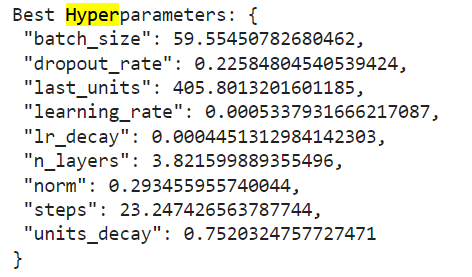 Best Hyperparameters: {
"batch_size": 59.55450782680462,
"dropout_rate": 0.22584804540539424,
"last_units": 405.8013201601185,
"learning_rate": 0.0005337931666217087,
"lr_decay": 0.0004451312984142303,
"n_layers": 3.821599889355496,
"norm": 0.293455955740044,
"steps": 23.247426563787744,
"units_decay": 0.7520324757727471
}